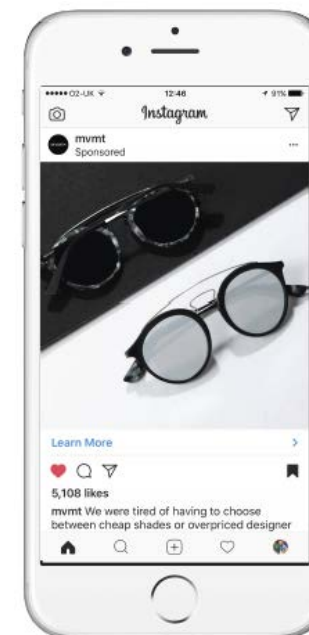 O2-UK 12:46 91%
Instagram
mvmt
Sponsored
Learn More
5,108 likes
mvmt We were tired of having to choose
between cheap shades or overpriced designer